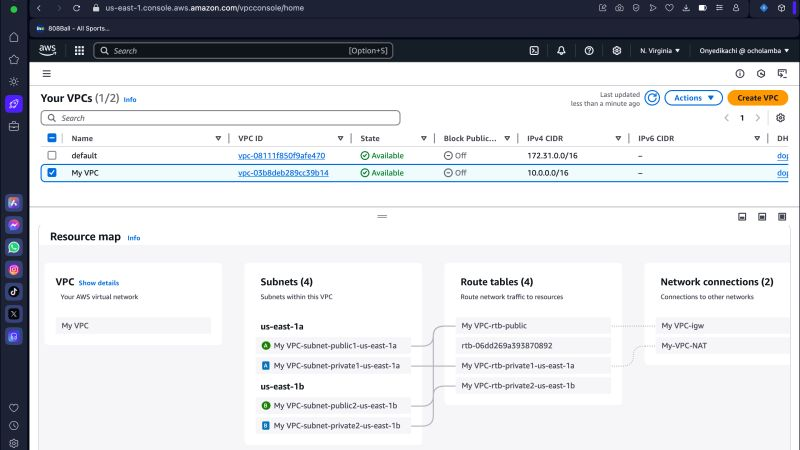 us-east-1.console.aws.amazon.com/vpcconsole/home
808Ball - All Sports...
aws
Search
[Option+S]
N. Virginia
Onyedikachi @ ocholamba
Your VPCs (1/2) Info
Last updated
less than a minute ago
Actions
Create VPC
Search
1
Name
VPC ID
State
Block Public...
IPv4 CIDR
IPv6 CIDR
DH
default
vpc-08111f850f9afe470
Available
Off
172.31.0.0/16
–
dop
My VPC
vpc-03b8deb289cc39b14
Available
Off
10.0.0.0/16
–
dop
Resource map Info
VPC Show details
Your AWS virtual network
My VPC
Subnets (4)
Subnets within this VPC
us-east-1a
A My VPC-subnet-public1-us-east-1a
A My VPC-subnet-private1-us-east-1a
us-east-1b
B My VPC-subnet-public2-us-east-1b
B My VPC-subnet-private2-us-east-1b
Route tables (4)
Route network traffic to resources
My VPC-rtb-public
rtb-06dd269a393870892
My VPC-rtb-private1-us-east-1a
My VPC-rtb-private2-us-east-1b
Network connections (2)
Connections to other networks
My VPC-igw
My-VPC-NAT